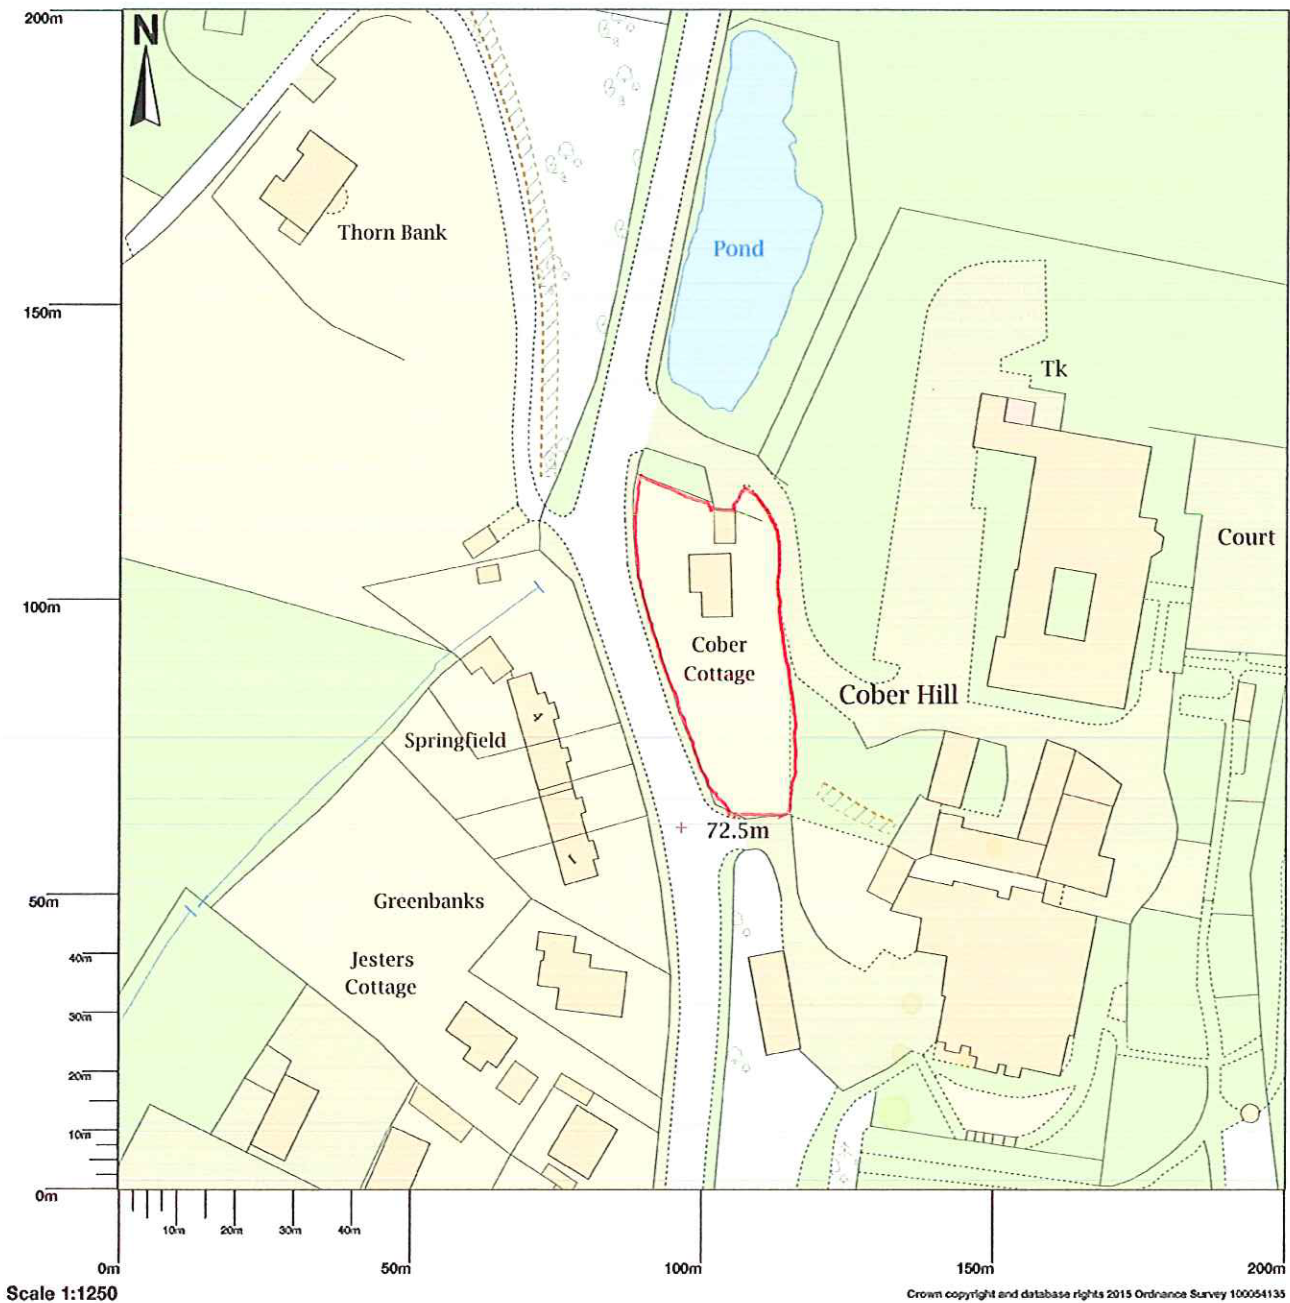 200m
N
Thorn Bank
Pond
150m
Tk
Court
100m
Cober
Cottage
Cober Hill
4
Springfield
72.5m
1
50m
Greenbanks
40m
Jesters
Cottage
30m
20m
10m
0m
10m
20m
30m
40m
0m
50m
100m
150m
200m
Scale 1:1250
Crown copyright and database rights 2015 Ordnance Survey 100054135